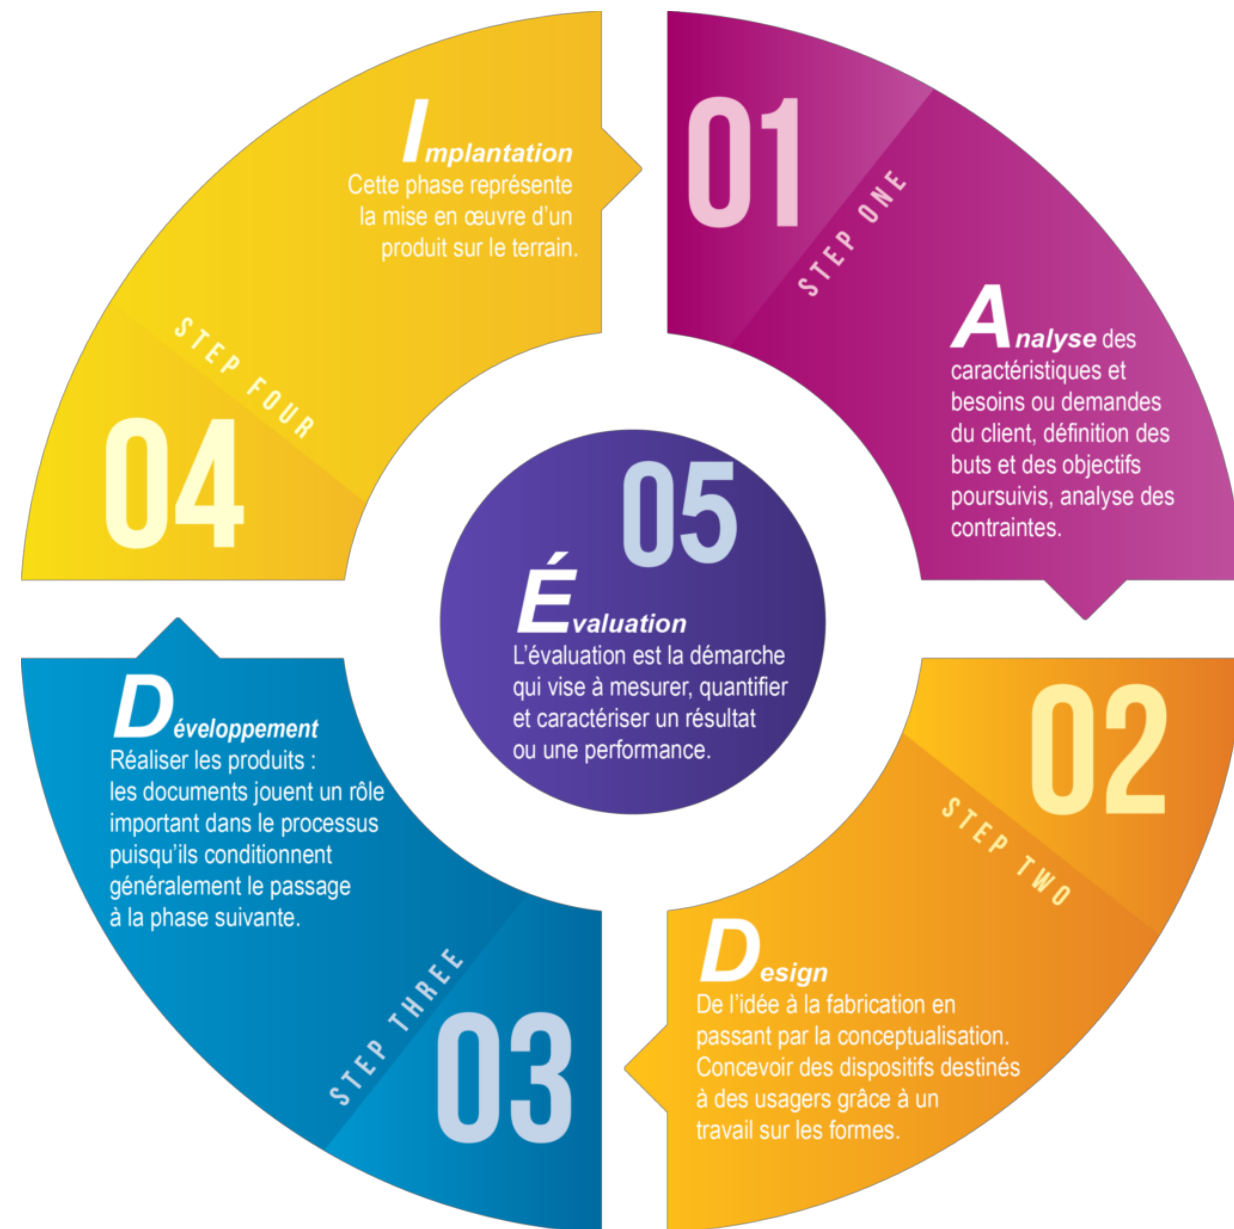 01
STEP ONE
Analyse des
caractéristiques et
besoins ou demandes
du client, définition des
buts et des objectifs
poursuivis, analyse des
contraintes.
02
STEP TWO
Design
De l’idée à la fabrication en
passant par la conceptualisation.
Concevoir des dispositifs destinés
à des usagers grâce à un
travail sur les formes.
03
STEP THREE
Développement
Réaliser les produits :
les documents jouent un rôle
important dans le processus
puisqu’ils conditionnent
généralement le passage
à la phase suivante.
04
STEP FOUR
Implantation
Cette phase représente
la mise en œuvre d’un
produit sur le terrain.
05
Évaluation
L’évaluation est la démarche
qui vise à mesurer, quantifier
et caractériser un résultat
ou une performance.